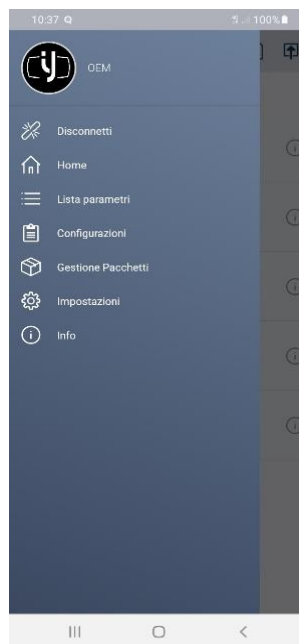 10:37
100%
OEM
Disconnetti
Home
Lista parametri
Configurazioni
Gestione Pacchetti
Impostazioni
Info